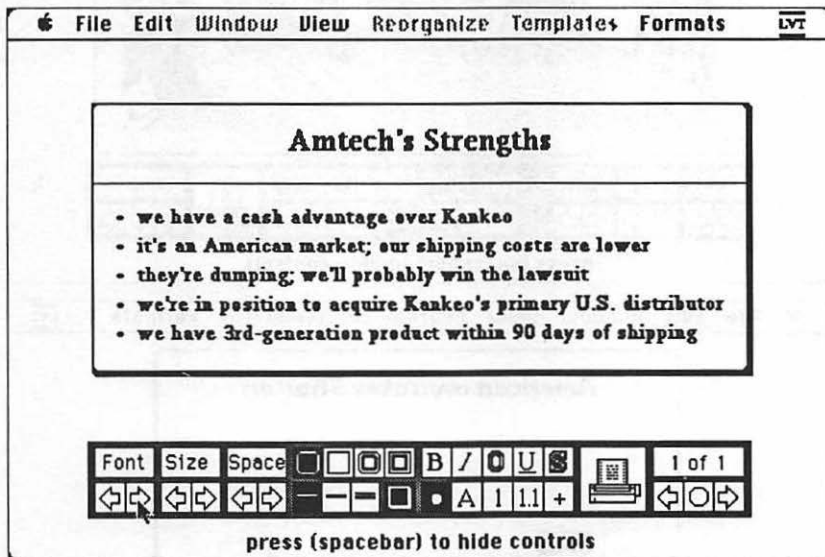 File Edit Window View Reorganize Templates Formats LVT
Amtech's Strengths
• we have a cash advantage over Kankeo
• it's an American market; our shipping costs are lower
• they're dumping; we'll probably win the lawsuit
• we're in position to acquire Kankeo's primary U.S. distributor
• we have 3rd-generation product within 90 days of shipping
Font Size Space B I O U S 1 of 1
A 1 1.1 +
press (spacebar) to hide controls